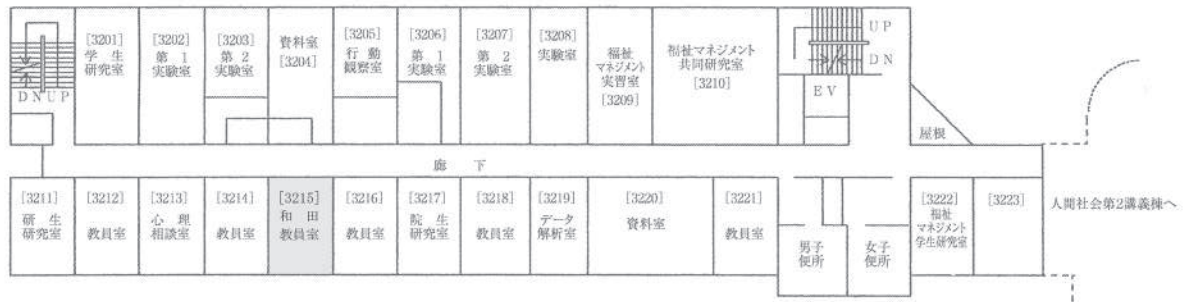 [3201]
学 生
研究室
[3202]
第 1
実験室
[3203]
第 2
実験室
資料室
[3204]
[3205]
行 動
観察室
[3206]
第 1
実験室
[3207]
第 2
実験室
[3208]
実験室
福祉
マネジメント
実習室
[3209]
福祉マネジメント
共同研究室
[3210]
UP
DN
EV
DN UP
屋根
廊 下
[3211]
研 生
研究室
[3212]
教員室
[3213]
心 理
相談室
[3214]
教員室
[3215]
和 田
教員室
[3216]
教員室
[3217]
院 生
研究室
[3218]
教員室
[3219]
データ
解析室
[3220]
資料室
[3221]
教員室
男子
便所
女子
便所
[3222]
福祉
マネジメント
学生研究室
[3223]
人間社会第2講義棟へ